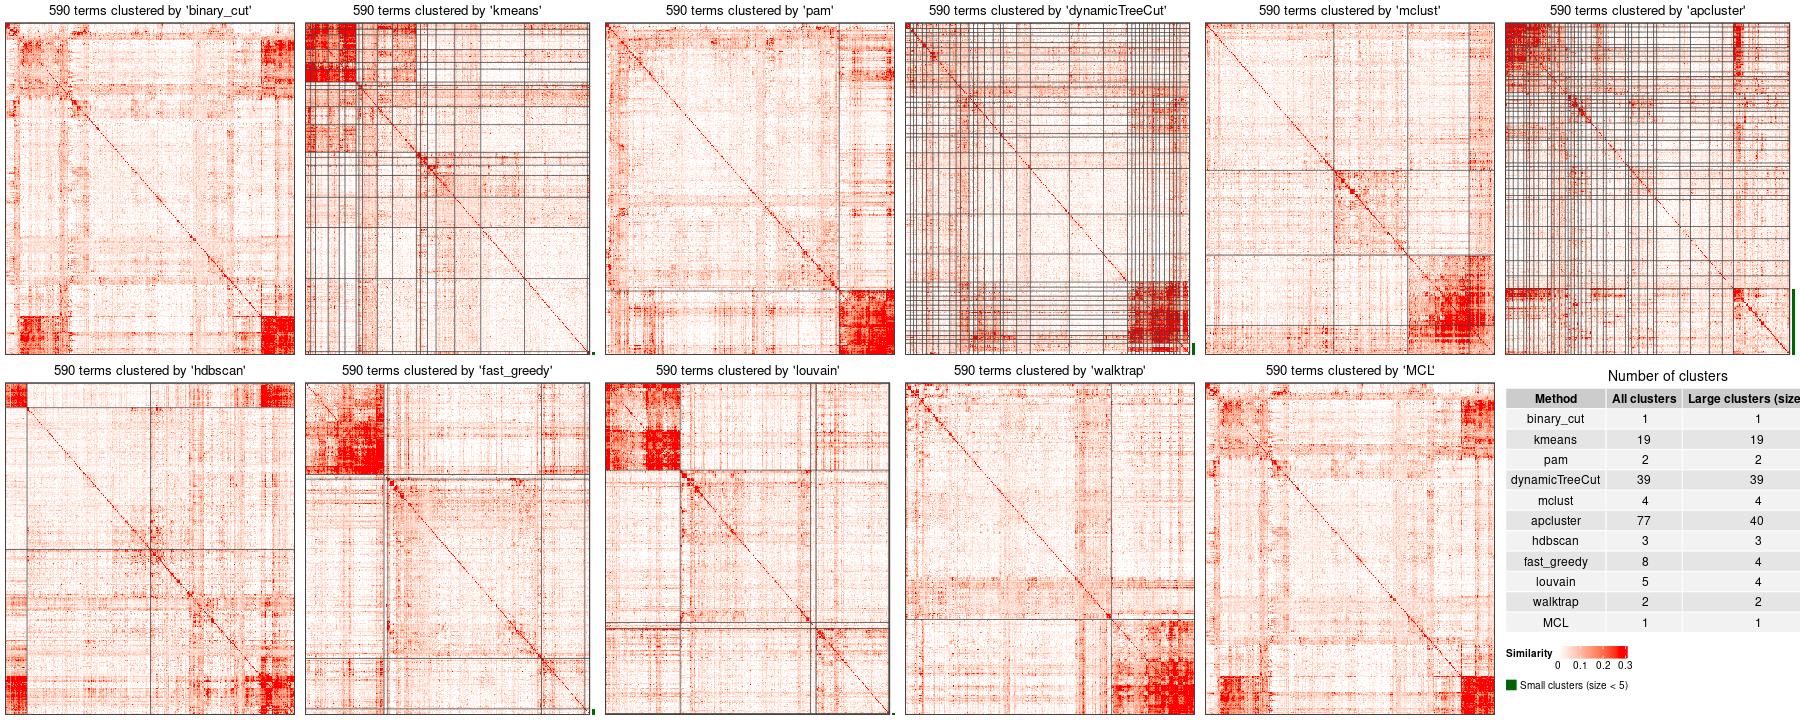 590 terms clustered by 'binary_cut'
590 terms clustered by 'kmeans'
590 terms clustered by 'pam'
590 terms clustered by 'dynamicTreeCut'
590 terms clustered by 'mclust'
590 terms clustered by 'apcluster'
590 terms clustered by 'hdbscan'
590 terms clustered by 'fast_greedy'
590 terms clustered by 'louvain'
590 terms clustered by 'walktrap'
590 terms clustered by 'MCL'
Number of clusters
Method All clusters Large clusters (size
binary_cut 1 1
kmeans 19 19
pam 2 2
dynamicTreeCut 39 39
mclust 4 4
apcluster 77 40
hdbscan 3 3
fast_greedy 8 4
louvain 5 4
walktrap 2 2
MCL 1 1
Similarity
0 0.1 0.2 0.3
Small clusters (size < 5)